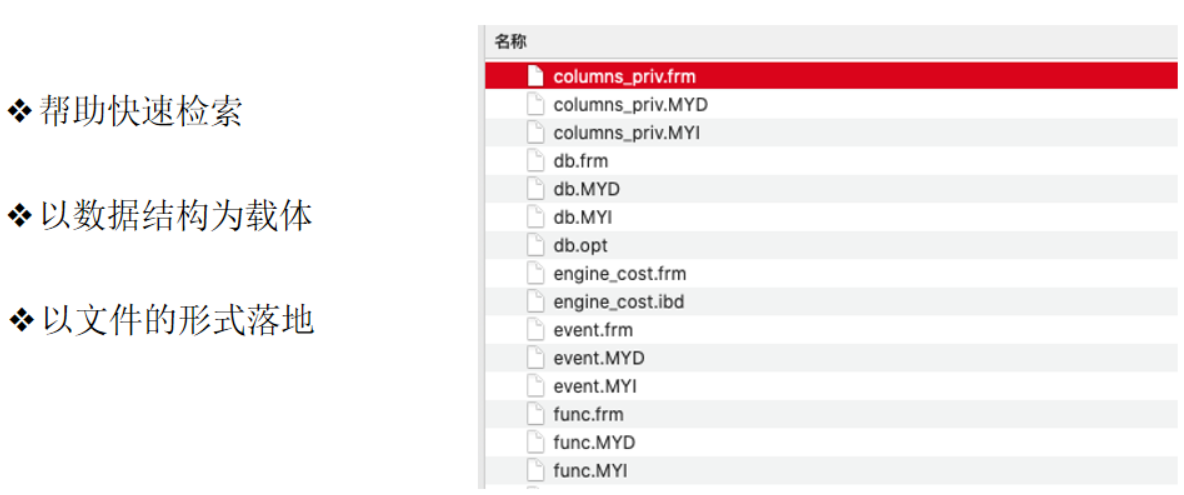 ❖ 帮助快速检索
❖ 以数据结构为载体
❖ 以文件的形式落地
名称
columns_priv.frm
columns_priv.MYD
columns_priv.MYI
db.frm
db.MYD
db.MYI
db.opt
engine_cost.frm
engine_cost.ibd
event.frm
event.MYD
event.MYI
func.frm
func.MYD
func.MYI